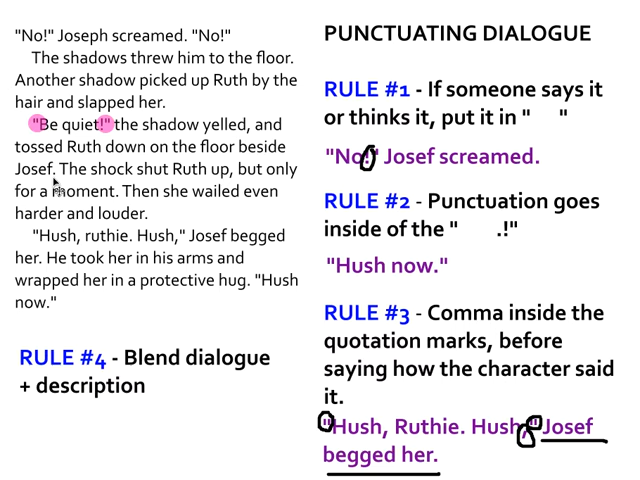 "No!" Joseph screamed. "No!"
The shadows threw him to the floor.
Another shadow picked up Ruth by the
hair and slapped her.
"Be quiet!" the shadow yelled, and
tossed Ruth down on the floor beside
Josef. The shock shut Ruth up, but only
for a moment. Then she wailed even
harder and louder.
"Hush, ruthie. Hush," Josef begged
her. He took her in his arms and
wrapped her in a protective hug. "Hush
now."
RULE #4 - Blend dialogue
+ description
PUNCTUATING DIALOGUE
RULE #1 - If someone says it
or thinks it, put it in " "
"No!" Josef screamed.
RULE #2 - Punctuation goes
inside of the " .!"
"Hush now."
RULE #3 - Comma inside the
quotation marks, before
saying how the character said
it.
"Hush, Ruthie. Hush," Josef
begged her.